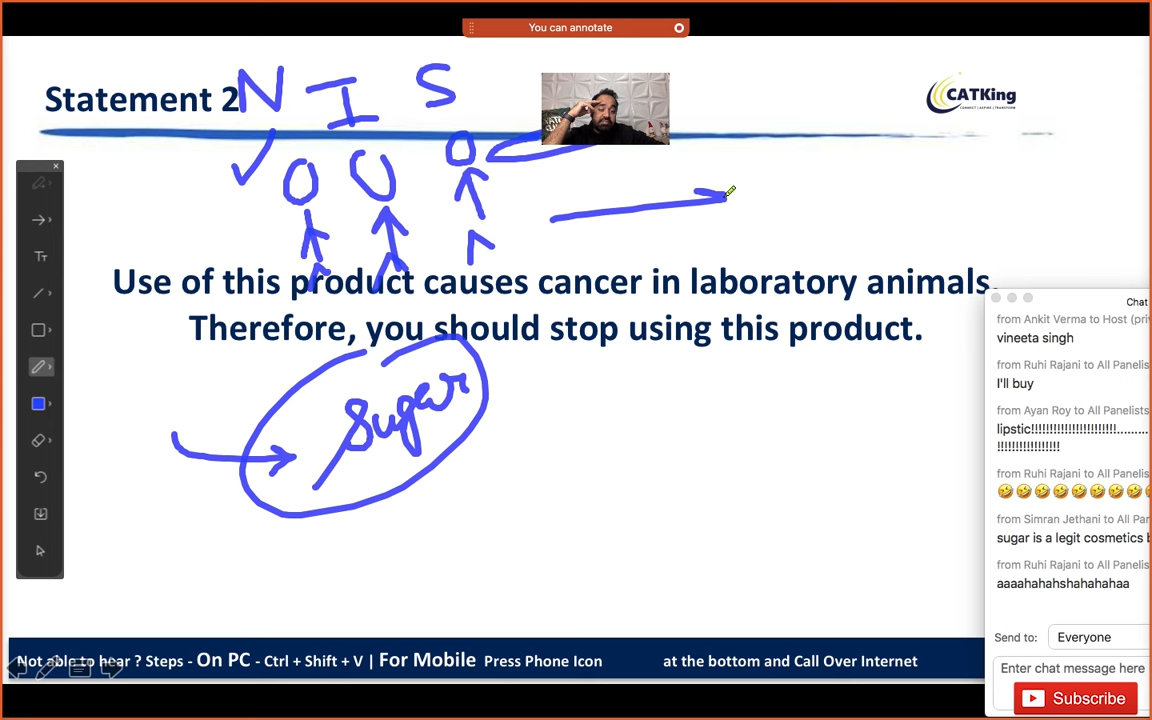 You can annotate
Statement 2
N I S
O U O
CATKing
CONNECT | ASPIRE | TRANSFORM
Use of this product causes cancer in laboratory animals.
Therefore, you should stop using this product.
sugar
Tт
Chat
from Ankit Verma to Host (pri
vineeta singh
from Ruhi Rajani to All Panelis
I'll buy
from Ayan Roy to All Panelists
lipstic!!!!!!!!!!!!!!!!!!!!!!!!.........
!!!!!!!!!!!!!!!!!
from Ruhi Rajani to All Panelis
🤣🤣🤣🤣🤣🤣🤣🤣🤣
from Simran Jethani to All Par
sugar is a legit cosmetics b
from Ruhi Rajani to All Panelis
aaaahahahshahahahaa
Send to: Everyone
Enter chat message here
Subscribe
Not able to hear ? Steps - On PC - Ctrl + Shift + V | For Mobile Press Phone Icon at the bottom and Call Over Internet